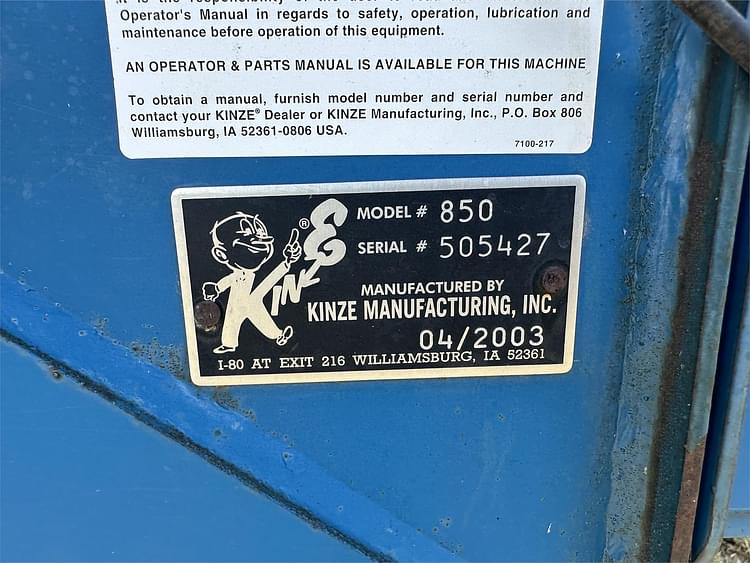 Operator's Manual in regards to safety, operation, lubrication and
maintenance before operation of this equipment.
AN OPERATOR & PARTS MANUAL IS AVAILABLE FOR THIS MACHINE
To obtain a manual, furnish model number and serial number and
contact your KINZE® Dealer or KINZE Manufacturing, Inc., P.O. Box 806
Williamsburg, IA 52361-0806 USA.
7100-217
KINZE ®
MODEL # 850
SERIAL # 505427
MANUFACTURED BY
KINZE MANUFACTURING, INC.
04/2003
I-80 AT EXIT 216 WILLIAMSBURG, IA 52361